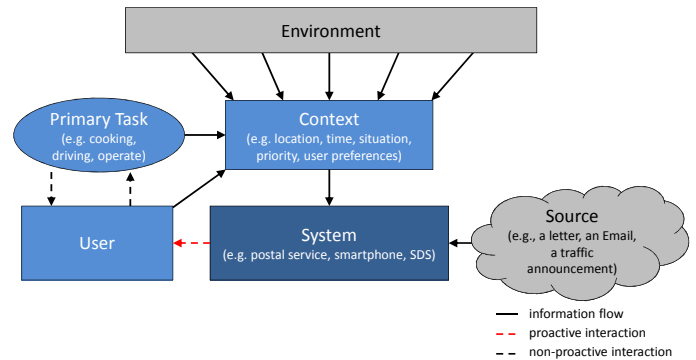 Environment
Primary Task
(e.g. cooking,
driving, operate)
Context
(e.g. location, time, situation,
priority, user preferences)
User
System
(e.g. postal service, smartphone, SDS)
Source
(e.g., a letter, an Email,
a traffic
announcement)
information flow
proactive interaction
non-proactive interaction